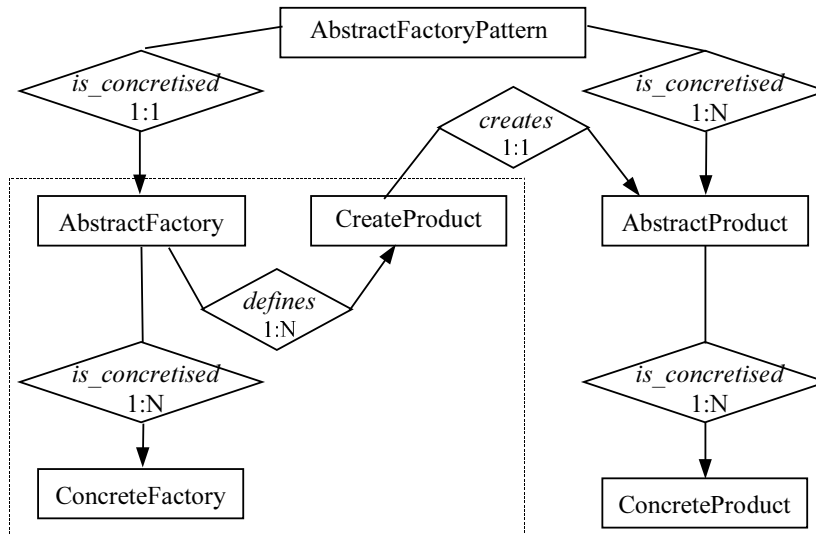 AbstractFactoryPattern
is_concretised
1:1
is_concretised
1:N
creates
1:1
AbstractFactory
CreateProduct
AbstractProduct
defines
1:N
is_concretised
1:N
is_concretised
1:N
ConcreteFactory
ConcreteProduct